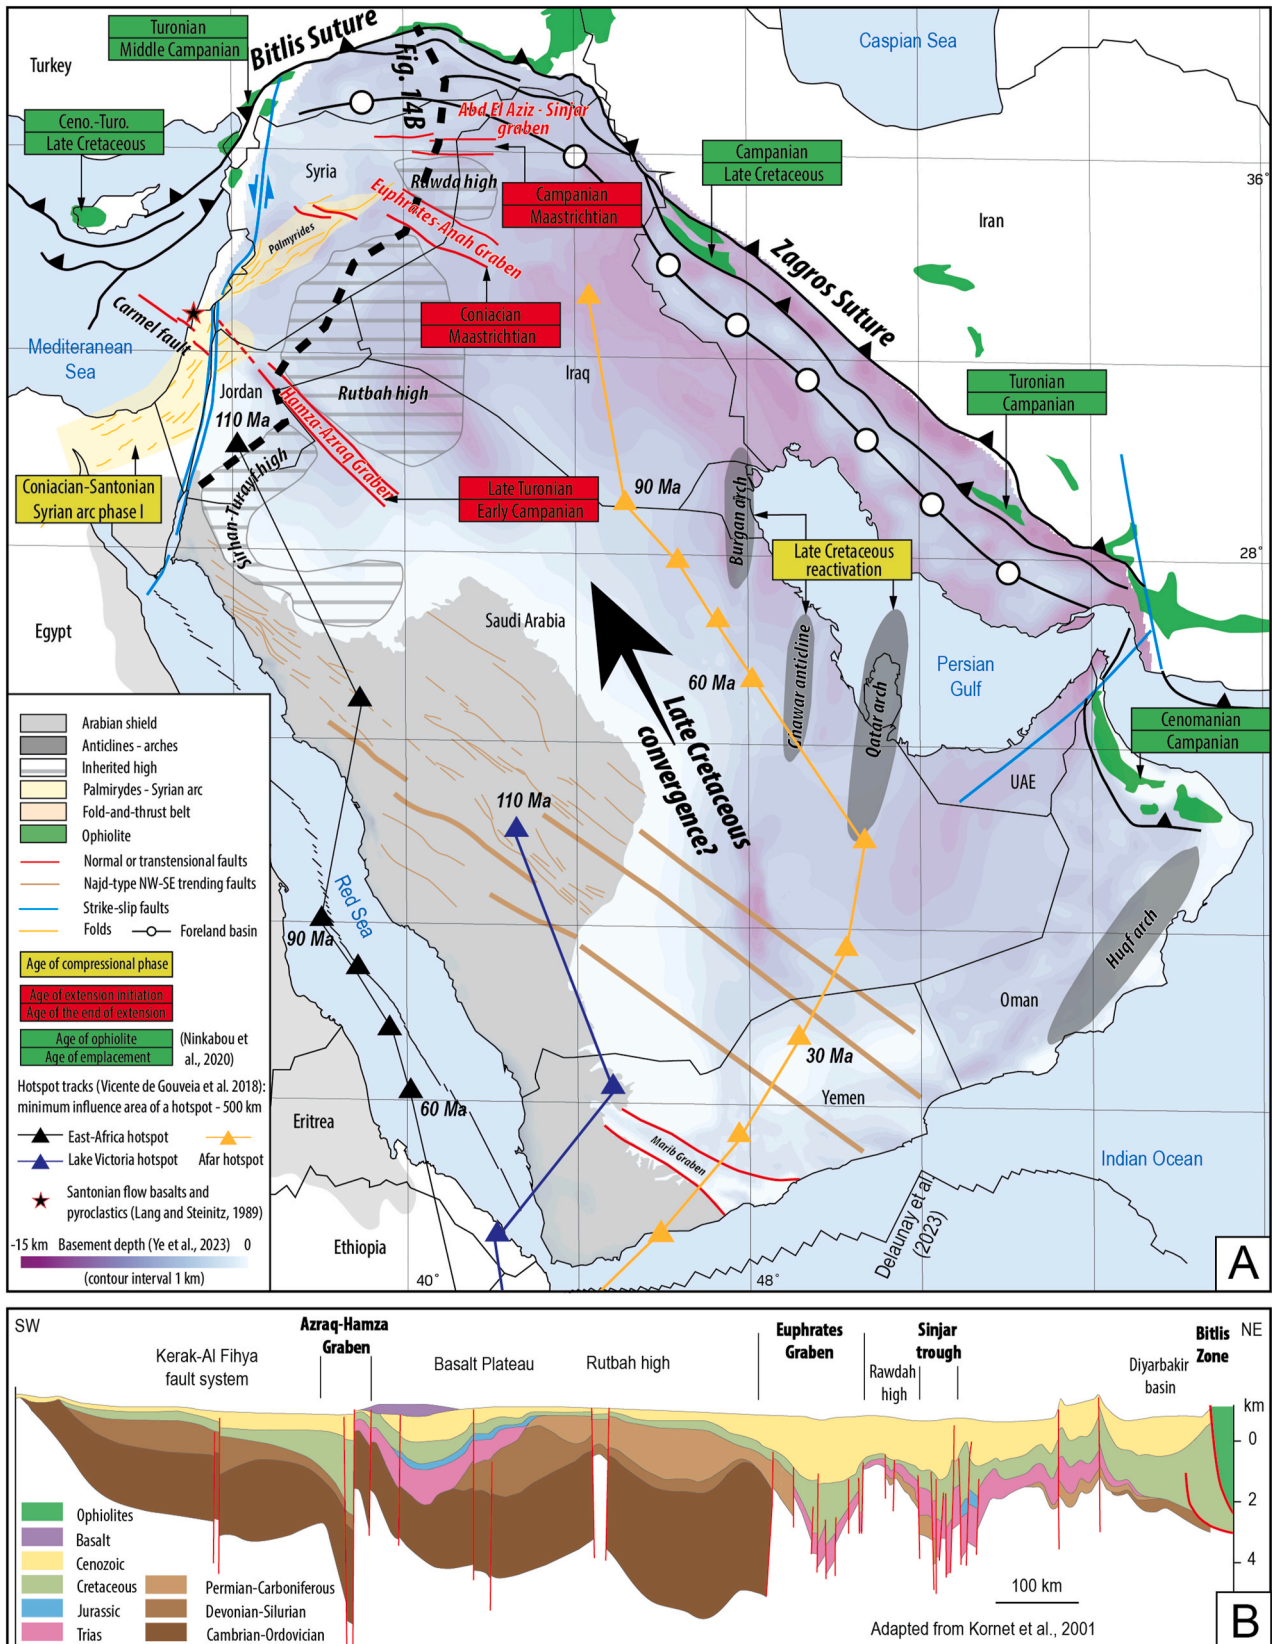 Turonian
Middle Campanian
Bitlis Suture
Caspian Sea
Turkey
Fig. 14B
Ceno.-Turo.
Late Cretaceous
Abd El Aziz - Sinjar
graben
Campanian
Late Cretaceous
36°
Syria
Rawda high
Campanian
Maastrichtian
Iran
Euphrates-Anah Graben
Palmyrides
Zagros Suture
Carmel fault
Coniacian
Maastrichtian
Mediteranean
Sea
Iraq
Jordan
Rutbah high
Turonian
Campanian
110 Ma
Hamza-Azraq Graben
Sirhan-Turayf high
Coniacian-Santonian
Syrian arc phase I
Late Turonian
Early Campanian
90 Ma
Burgan arch
Late Cretaceous
reactivation
28°
Egypt
Saudi Arabia
Ghawar anticline
Qatar arch
Persian
Gulf
60 Ma
Late Cretaceous
convergence?
Cenomanian
Campanian
UAE
110 Ma
Red Sea
90 Ma
Huqf arch
Oman
30 Ma
Yemen
60 Ma
Eritrea
Marib Graben
Indian Ocean
Delaunay et al.
(2023)
Ethiopia
40°
48°
A
Arabian shield
Anticlines - arches
Inherited high
Palmirydes - Syrian arc
Fold-and-thrust belt
Ophiolite
Normal or transtensional faults
Najd-type NW-SE trending faults
Strike-slip faults
Folds
Foreland basin
Age of compressional phase
Age of extension initiation
Age of the end of extension
Age of ophiolite
Age of emplacement
(Ninkabou et
al., 2020)
Hotspot tracks (Vicente de Gouveia et al. 2018):
minimum influence area of a hotspot - 500 km
East-Africa hotspot
Lake Victoria hotspot
Afar hotspot
Santonian flow basalts and
pyroclastics (Lang and Steinitz, 1989)
-15 km Basement depth (Ye et al., 2023) 0
(contour interval 1 km)
SW
Kerak-Al Fihya
fault system
Azraq-Hamza
Graben
Basalt Plateau
Rutbah high
Euphrates
Graben
Rawdah
high
Sinjar
trough
Diyarbakir
basin
Bitlis
Zone
NE
km
0
2
4
Ophiolites
Basalt
Cenozoic
Cretaceous
Jurassic
Trias
Permian-Carboniferous
Devonian-Silurian
Cambrian-Ordovician
100 km
Adapted from Kornet et al., 2001
B